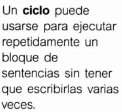 Un ciclo puede
usarse para ejecutar
repetidamente un
bloque de
sentencias sin tener
que escribirlas varias
veces.